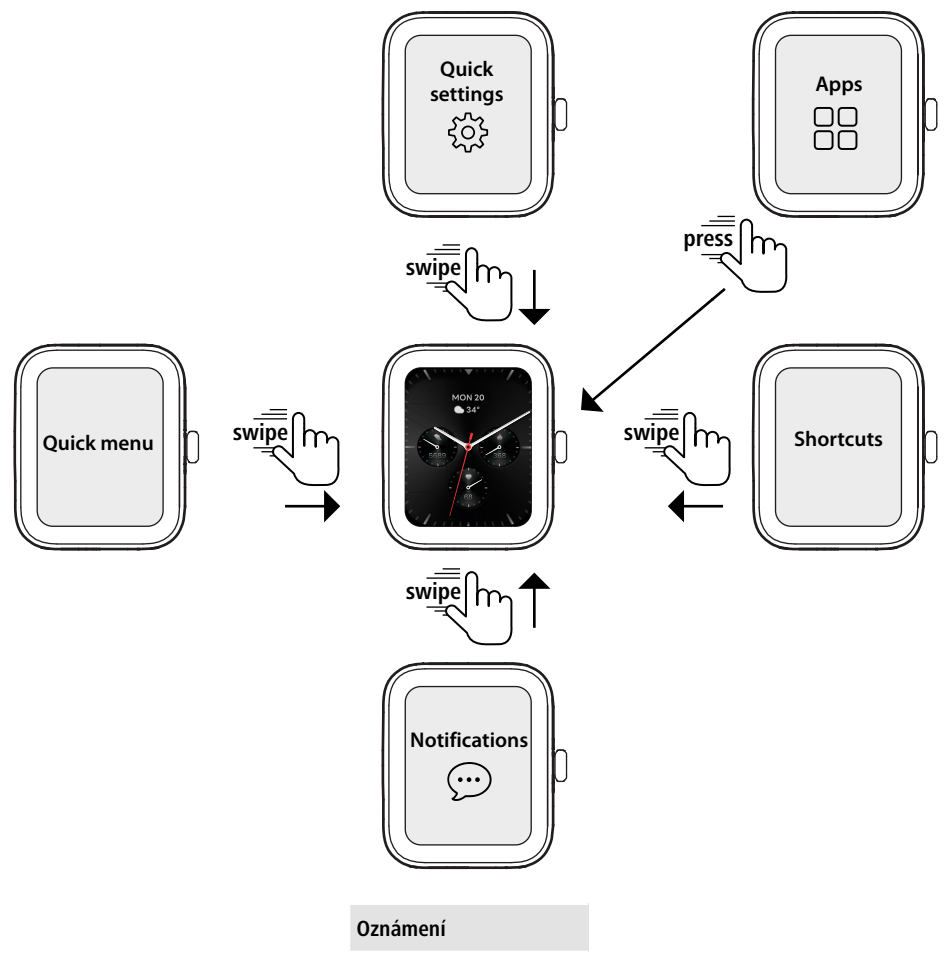 Quick
settings
Apps
press
swipe
MON 20
34°
Quick menu
swipe
swipe
Shortcuts
swipe
Notifications
Oznámení